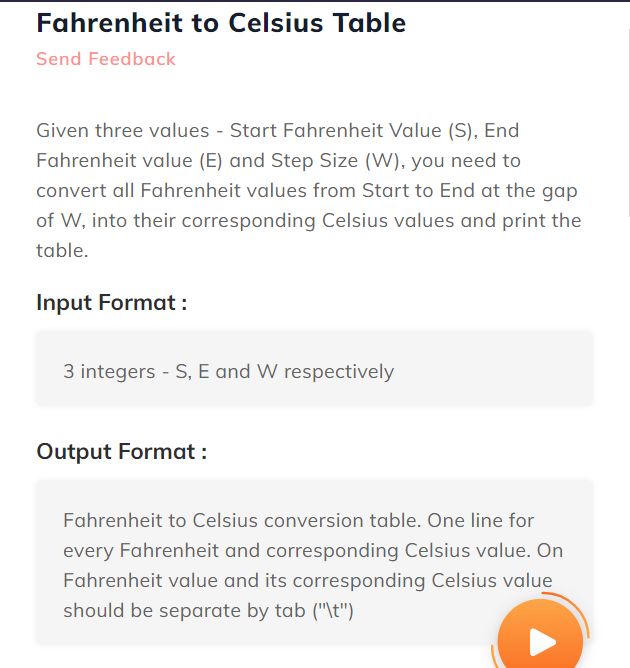 Fahrenheit to Celsius Table
Send Feedback
Given three values - Start Fahrenheit Value (S), End
Fahrenheit value (E) and Step Size (W), you need to
convert all Fahrenheit values from Start to End at the gap
of W, into their corresponding Celsius values and print the
table.
Input Format :
3 integers - S, E and W respectively
Output Format :
Fahrenheit to Celsius conversion table. One line for
every Fahrenheit and corresponding Celsius value. On
Fahrenheit value and its corresponding Celsius value
should be separate by tab ("\t")